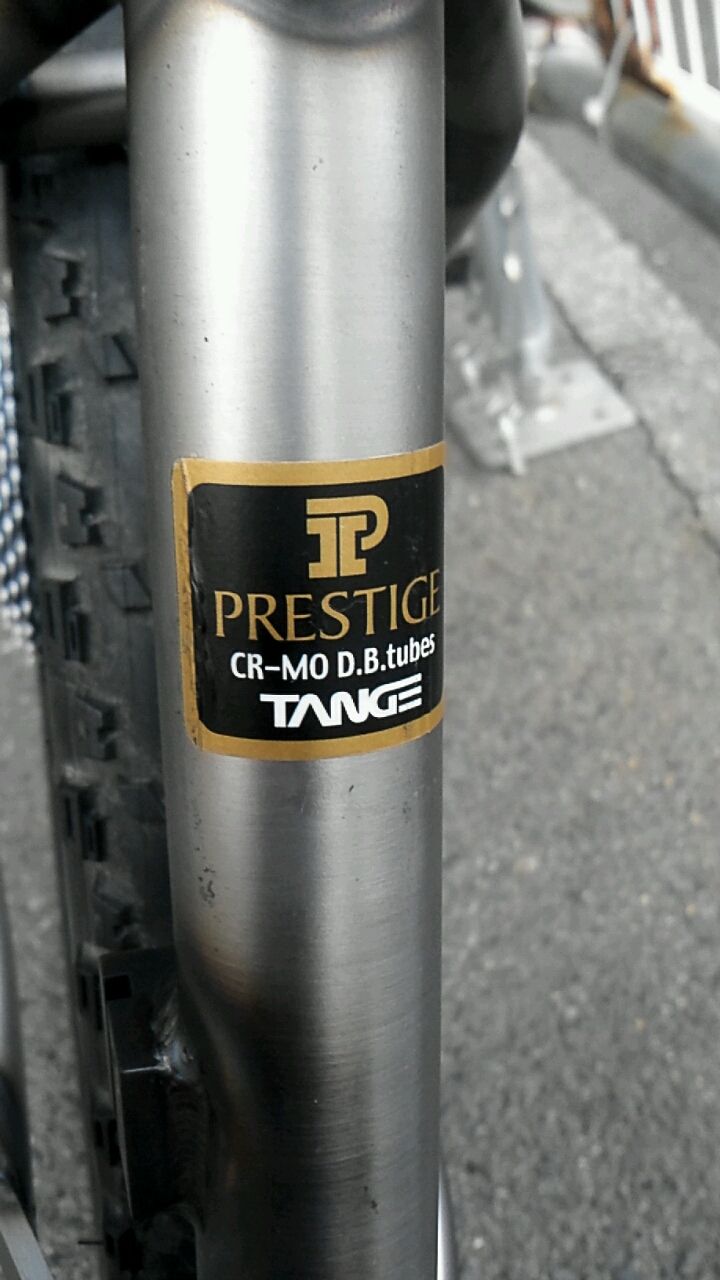 P
PRESTIGE
CR-MO D.B.tubes
TANGE